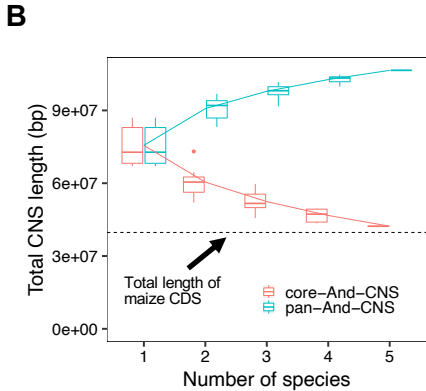 B
Total CNS length (bp)
9e+07
6e+07
3e+07
0e+00
Total length of
maize CDS
core−And−CNS
pan−And−CNS
1 2 3 4 5
Number of species